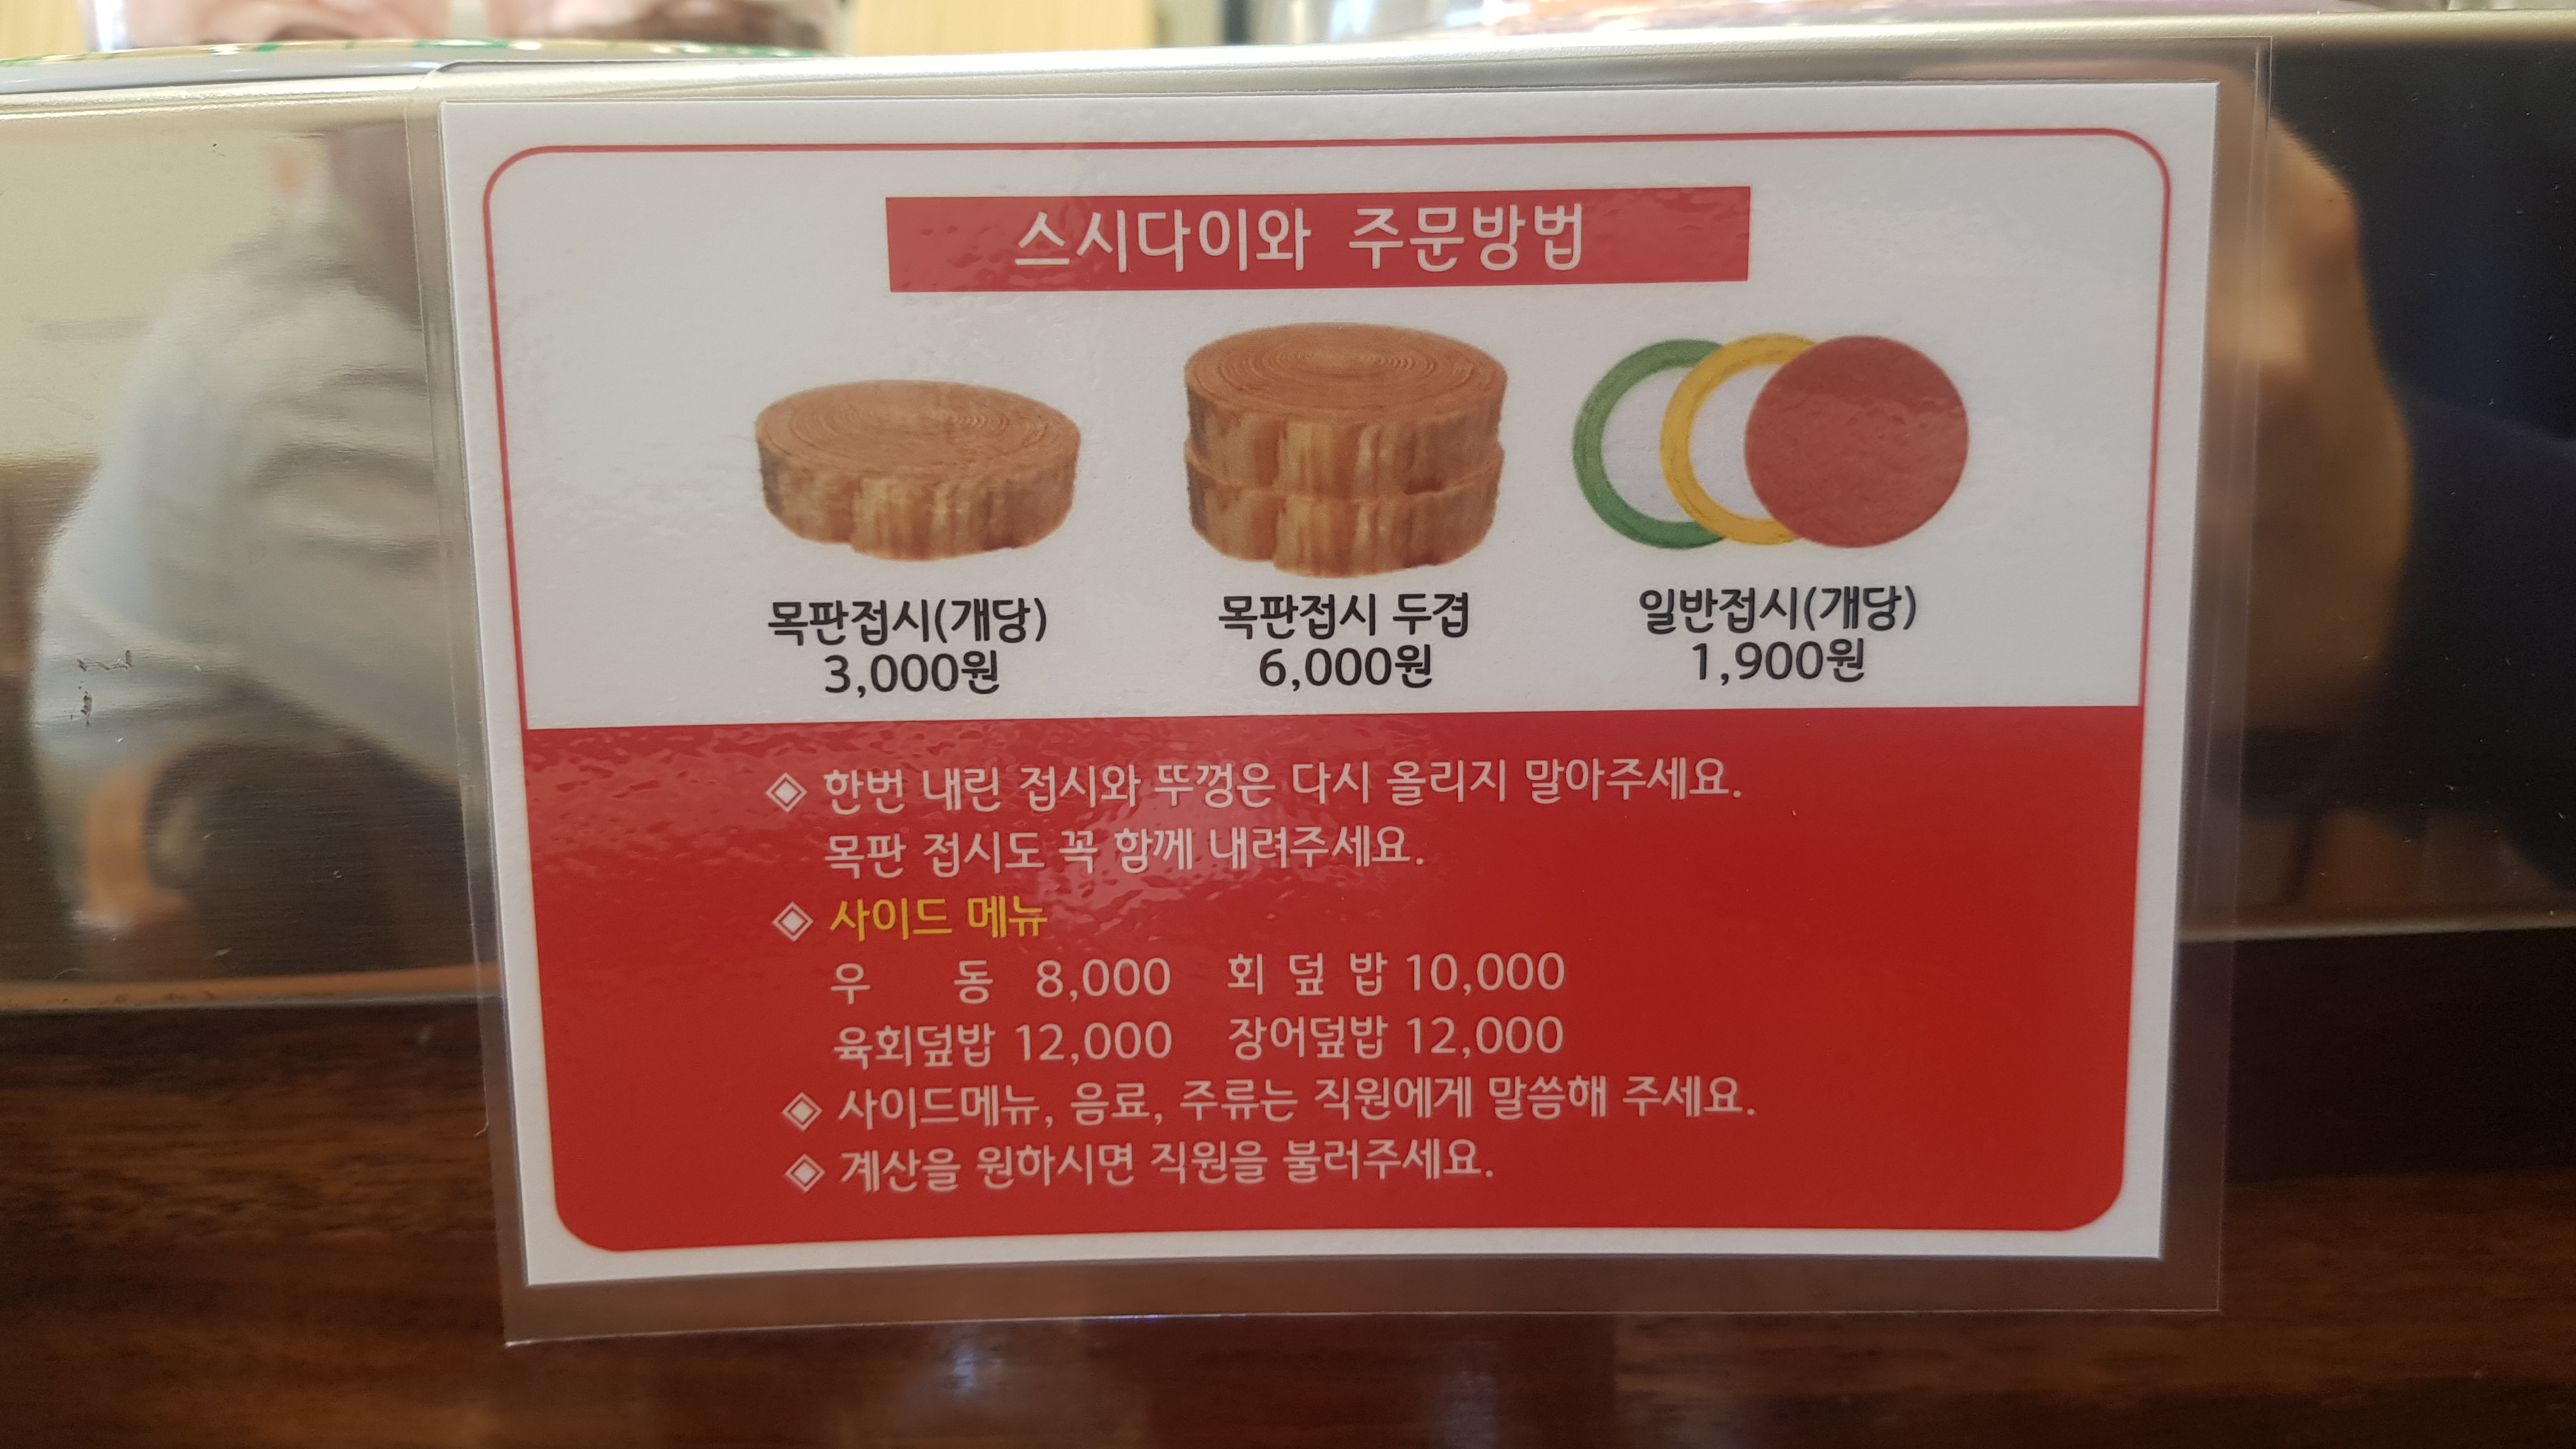 스시다이와 주문방법
목판접시(개당)
3,000원
목판접시 두겹
6,000원
일반접시(개당)
1,900원
◈ 한번 내린 접시와 뚜껑은 다시 올리지 말아주세요.
목판 접시도 꼭 함께 내려주세요.
◈ 사이드 메뉴
우 동 8,000 회 덮 밥 10,000
육회덮밥 12,000 장어덮밥 12,000
◈ 사이드메뉴, 음료, 주류는 직원에게 말씀해 주세요.
◈ 계산을 원하시면 직원을 불러주세요.